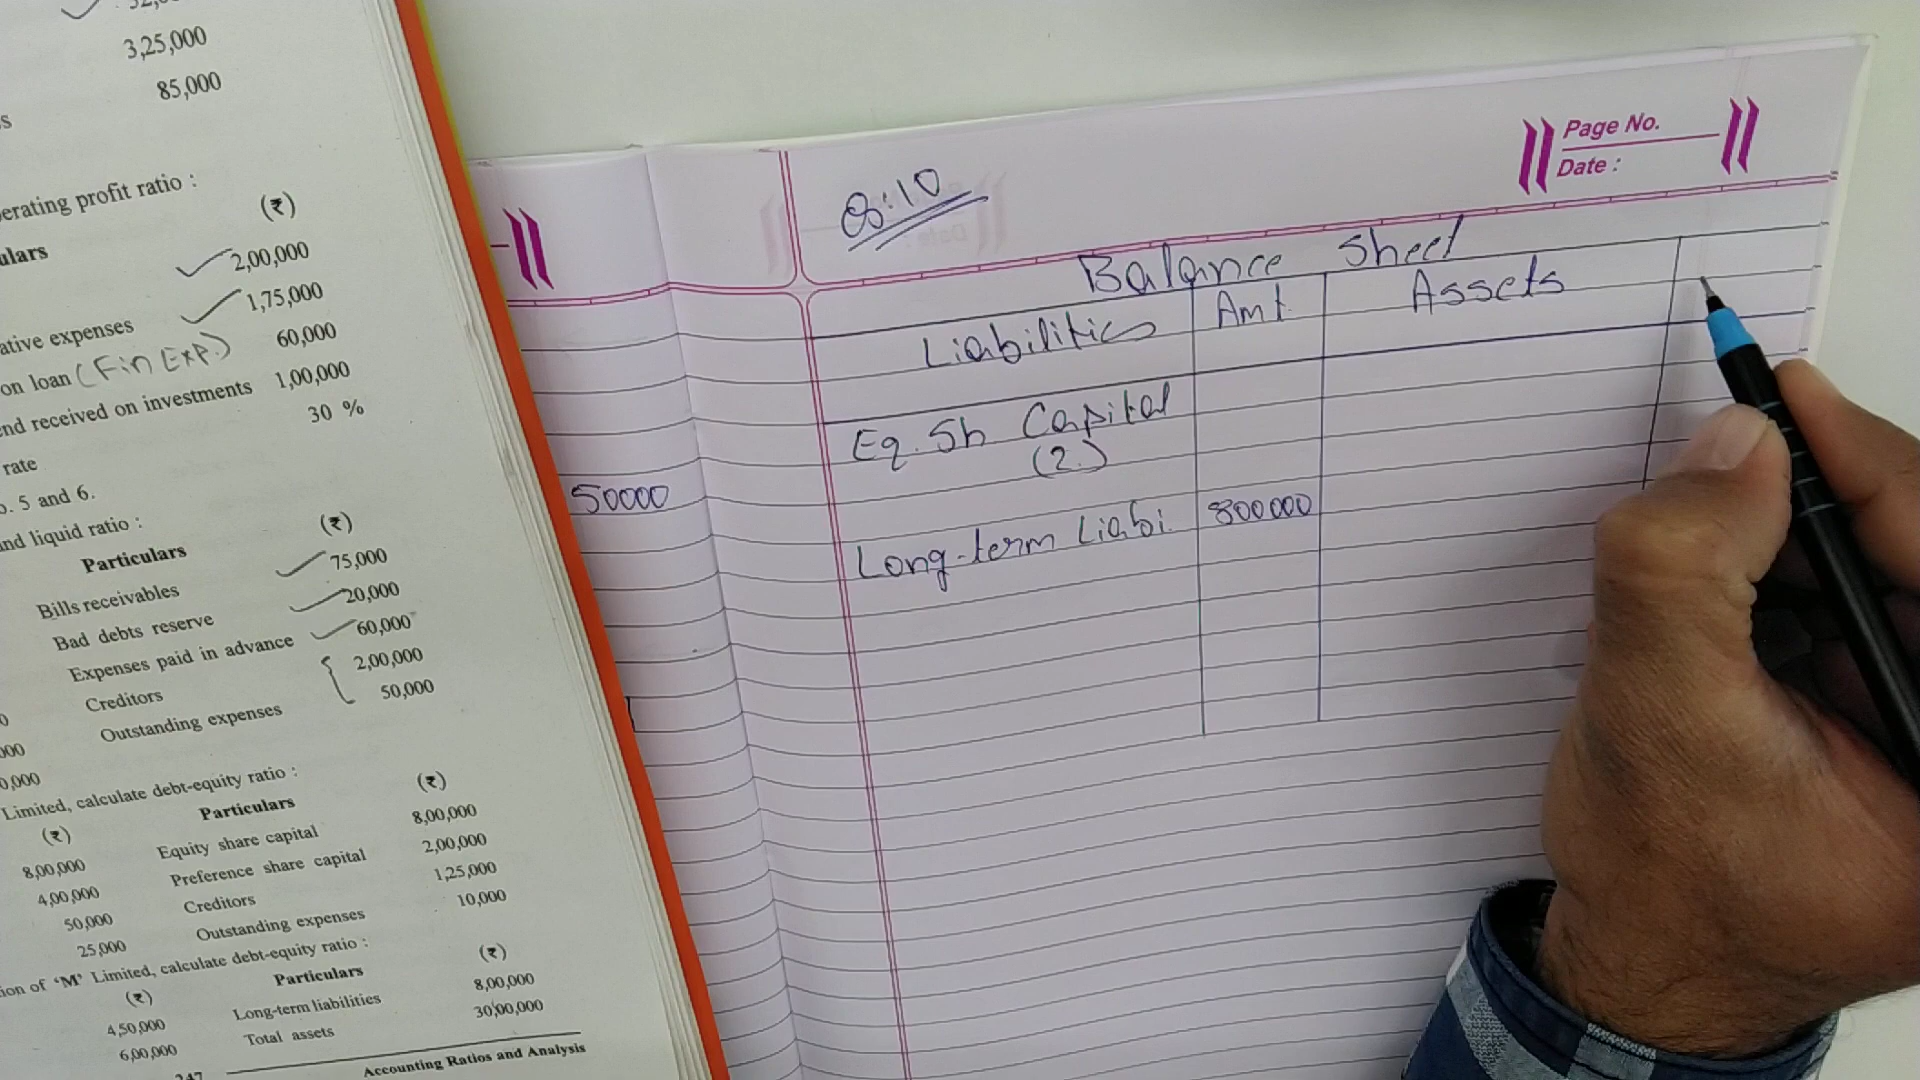 3,25,000
85,000
erating profit ratio :
(₹)
2,00,000
ative expenses 1,75,000
on loan (Fin Exp.) 60,000
end received on investments 1,00,000
rate 30 %
5 and 6.
and liquid ratio :
Particulars (₹)
Bills receivables 75,000
Bad debts reserve 20,000
Expenses paid in advance 60,000
Creditors 2,00,000
Outstanding expenses 50,000
Limited, calculate debt-equity ratio :
(₹) Particulars (₹)
8,00,000 Equity share capital 8,00,000
4,00,000 Preference share capital 2,00,000
50,000 Creditors 1,25,000
25,000 Outstanding expenses 10,000
ion of 'M' Limited, calculate debt-equity ratio :
(₹) Particulars (₹)
4,50,000 Long-term liabilities 8,00,000
6,00,000 Total assets 30,00,000
247 Accounting Ratios and Analysis
50000
Page No.
Date :
Q:10
Balance Sheet
Liabilities Amt. Assets
Eq. Sh Capital
(2.)
Long-term Liabi. 800000